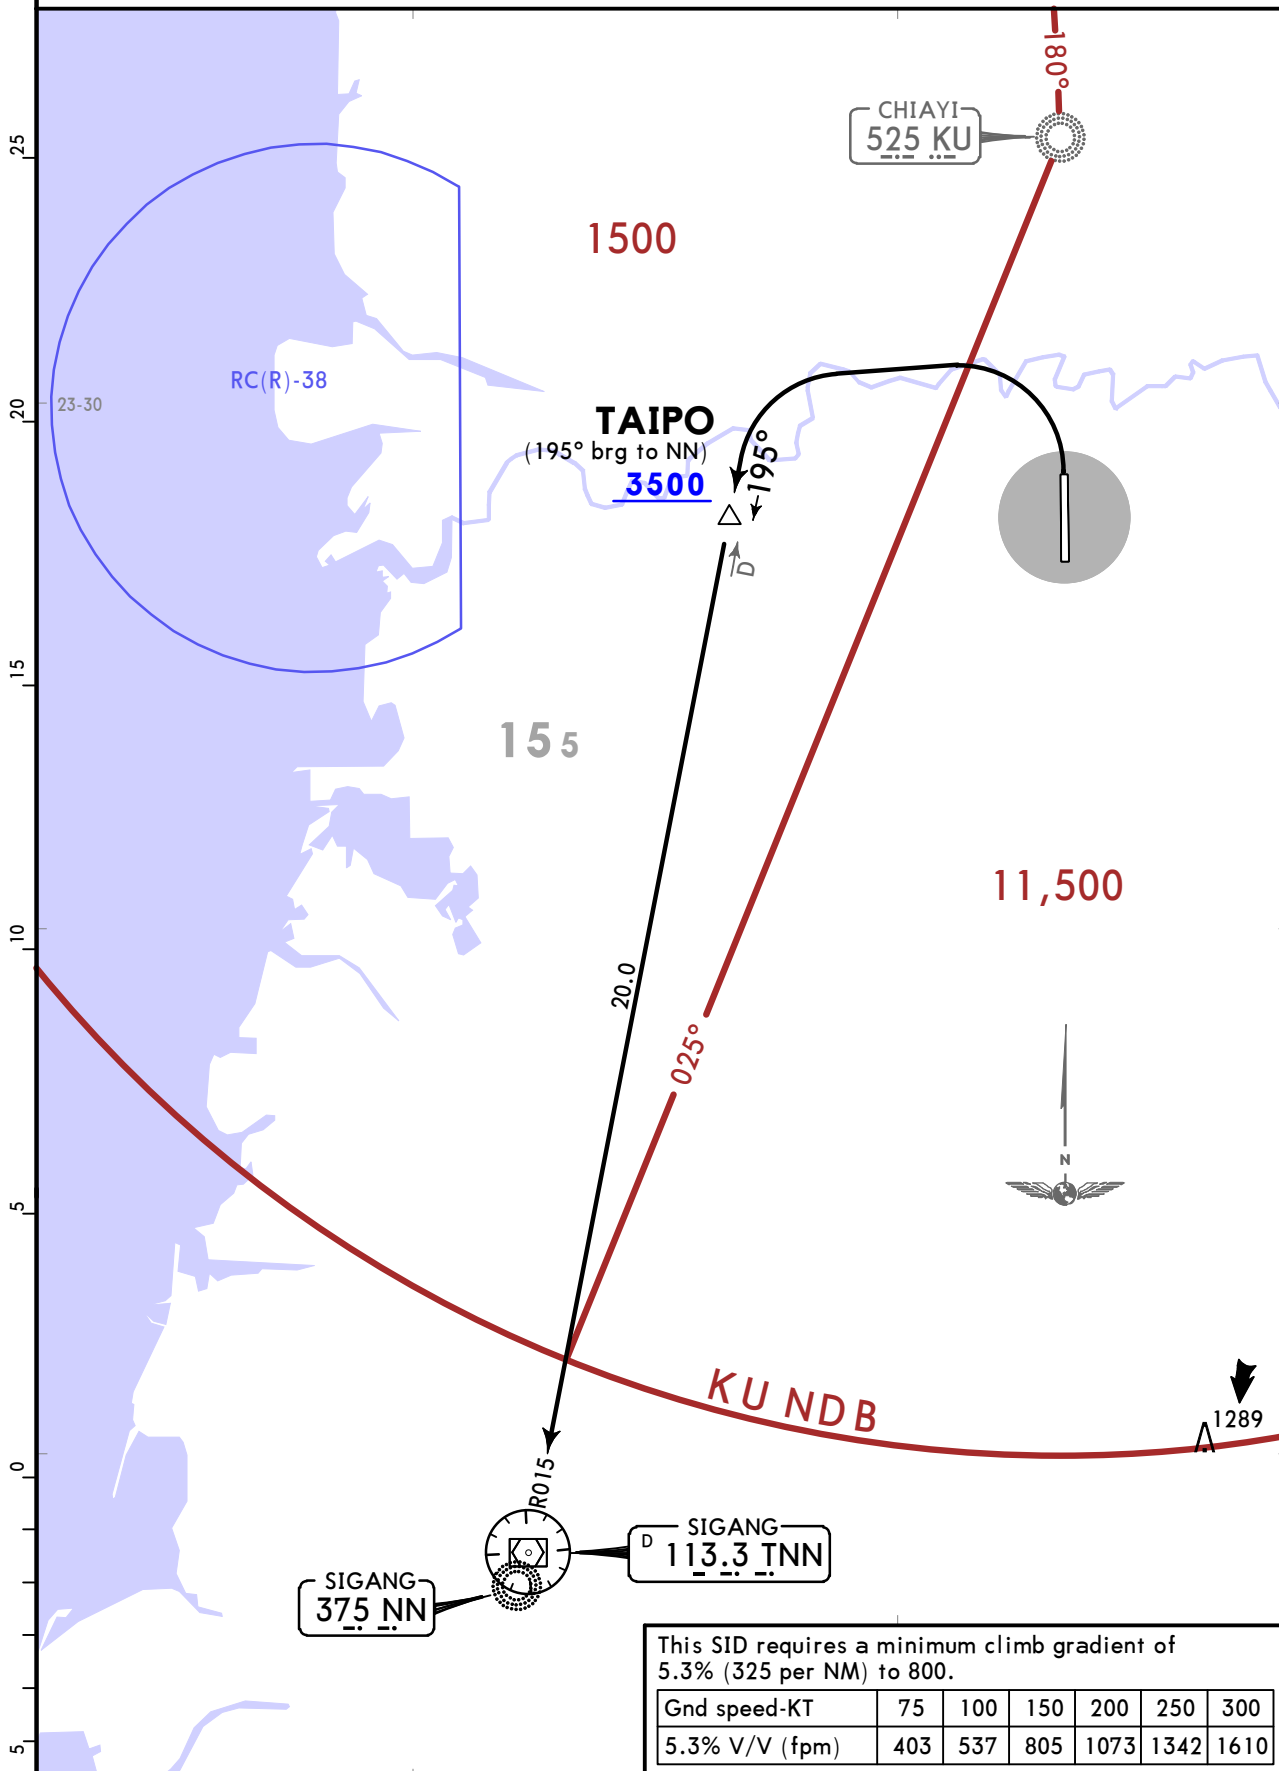 180°
CHIAYI
525 KU
25
1500
RC(R)-38
23-30
20
TAIPO
(195° brg to NN)
3500
195°
D
15
15 5
11,500
10
20.0
025°
N
5
KU NDB
1289
0
R015
SIGANG
D 113.3 TNN
SIGANG
375 NN
This SID requires a minimum climb gradient of
5.3% (325 per NM) to 800.
Gnd speed-KT 75 100 150 200 250 300
5.3% V/V (fpm) 403 537 805 1073 1342 1610
5